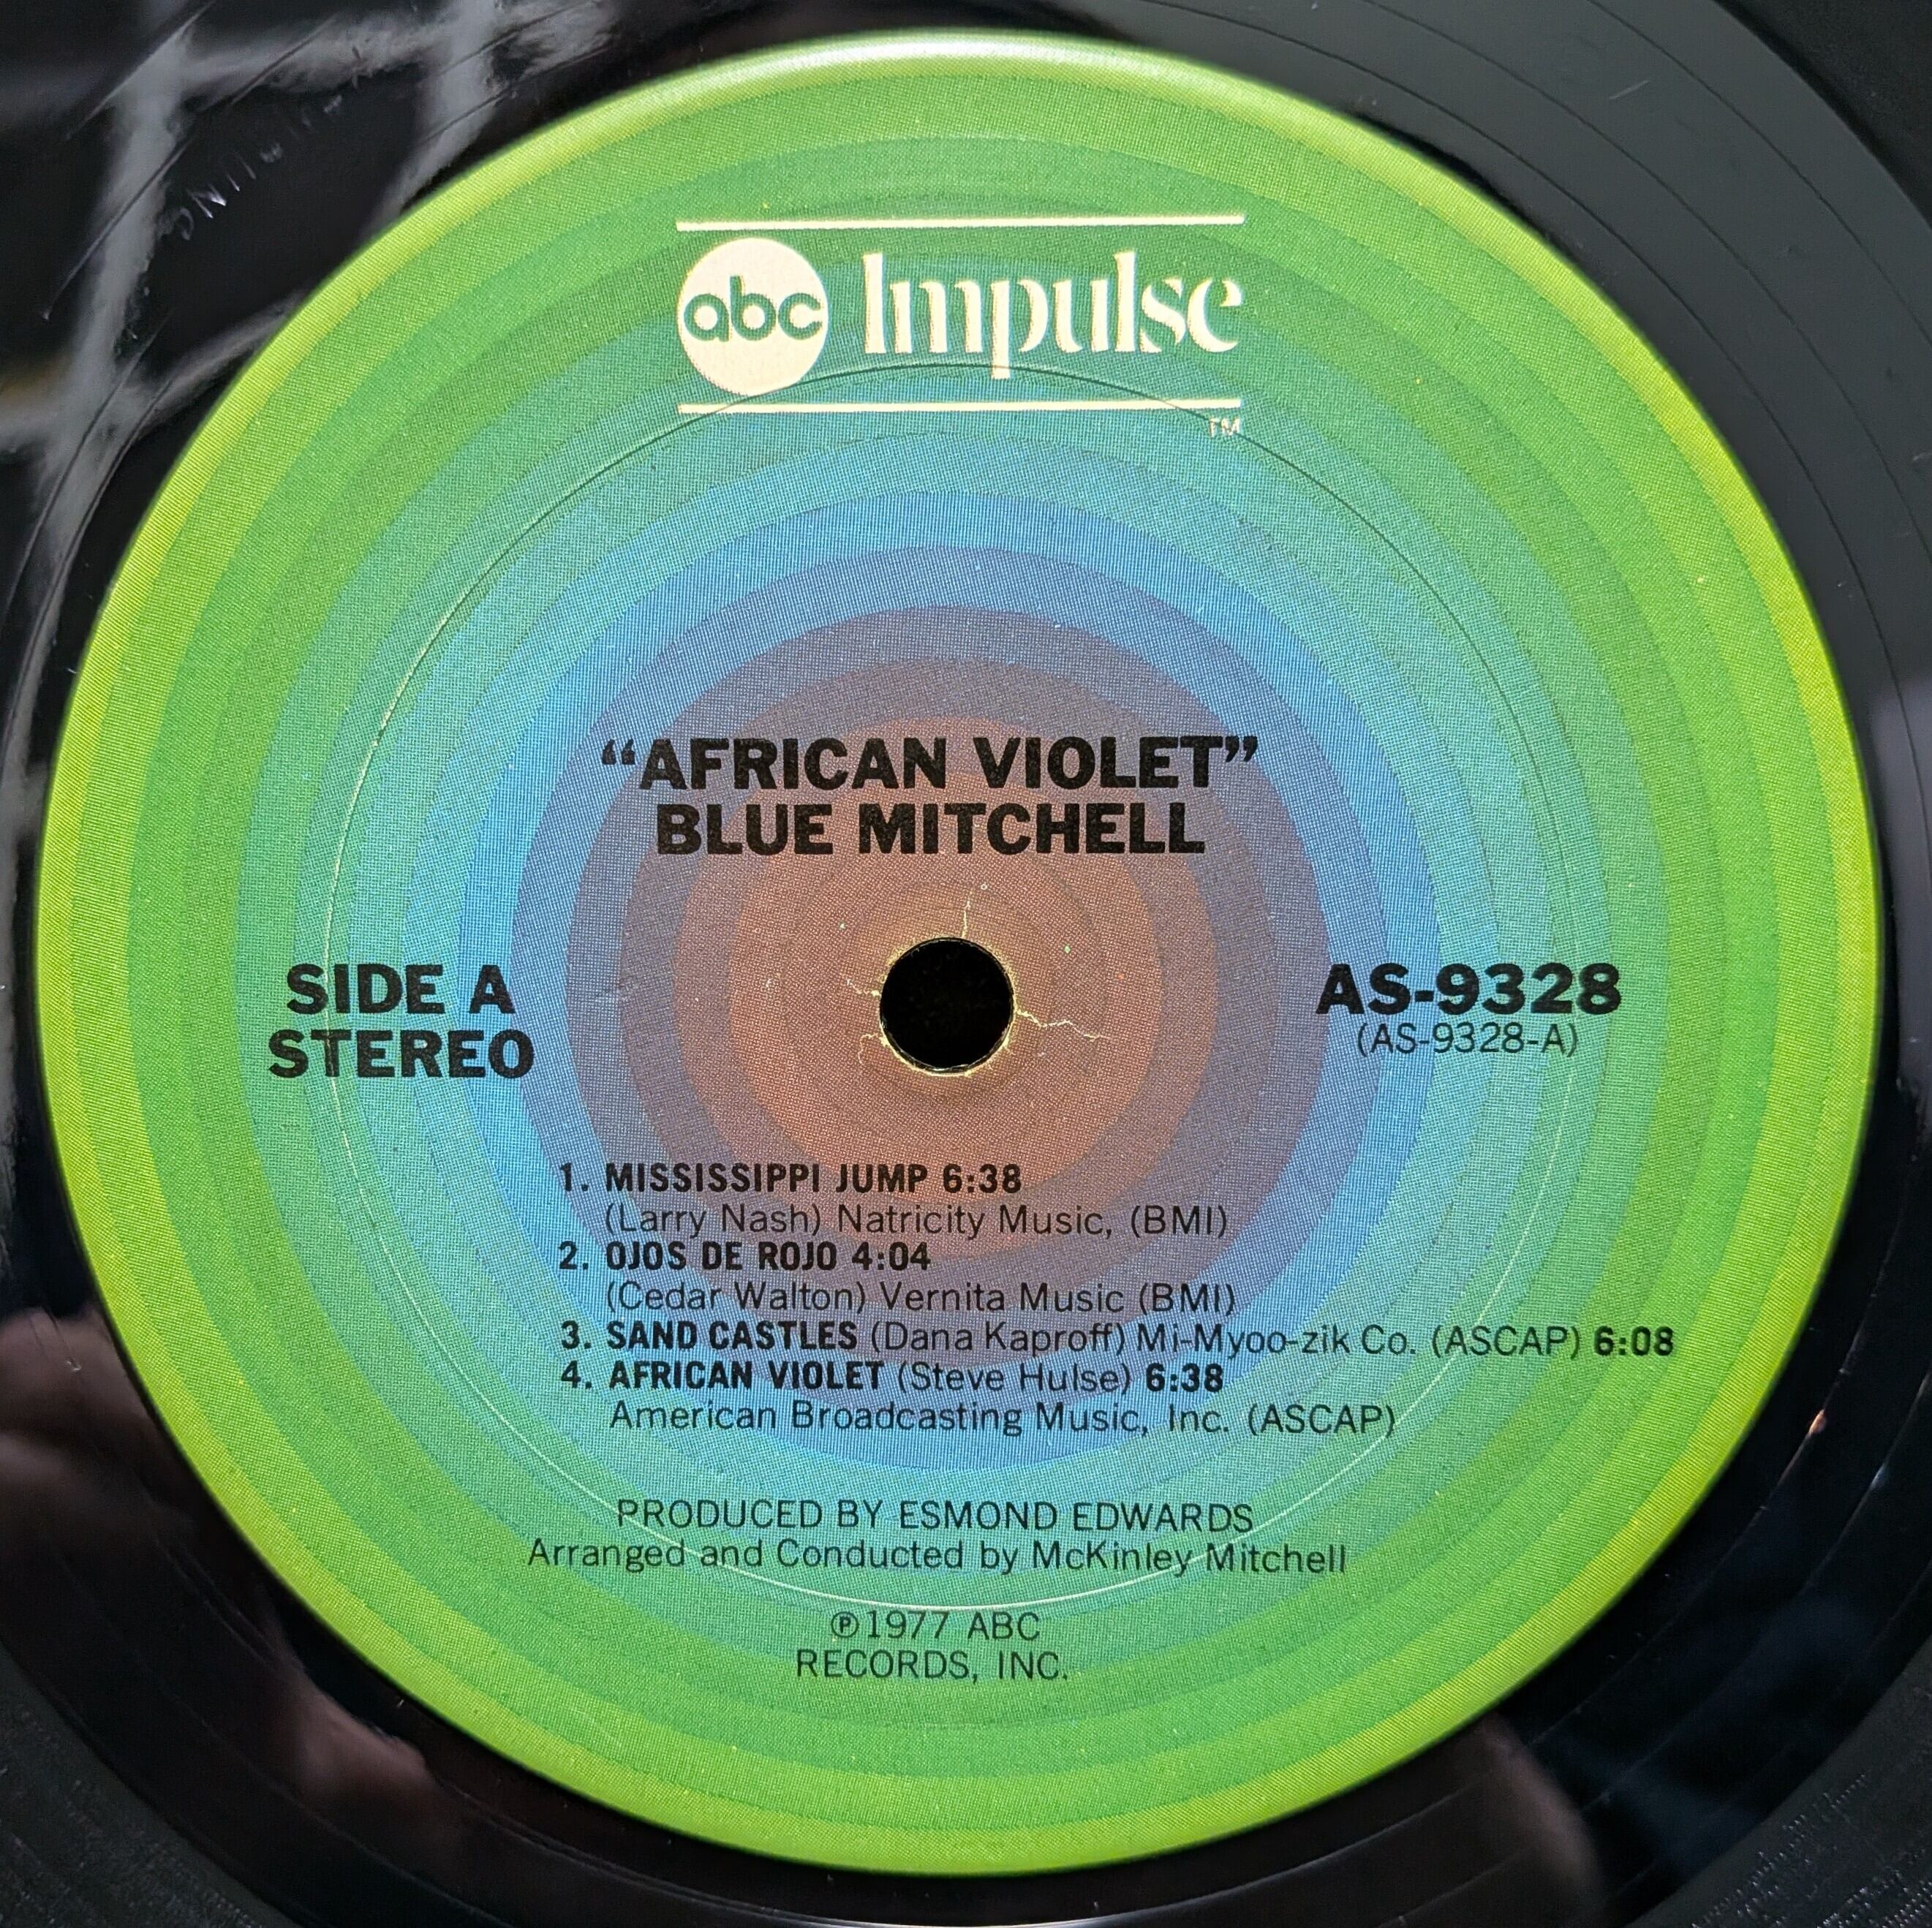 abc Impulse
TM
“AFRICAN VIOLET”
BLUE MITCHELL
SIDE A
STEREO
AS-9328
(AS-9328-A)
1. MISSISSIPPI JUMP 6:38
(Larry Nash) Natricity Music, (BMI)
2. OJOS DE ROJO 4:04
(Cedar Walton) Vernita Music (BMI)
3. SAND CASTLES (Dana Kaproff) Mi-Myoo-zik Co. (ASCAP) 6:08
4. AFRICAN VIOLET (Steve Hulse) 6:38
American Broadcasting Music, Inc. (ASCAP)
PRODUCED BY ESMOND EDWARDS
Arranged and Conducted by McKinley Mitchell
℗1977 ABC
RECORDS, INC.